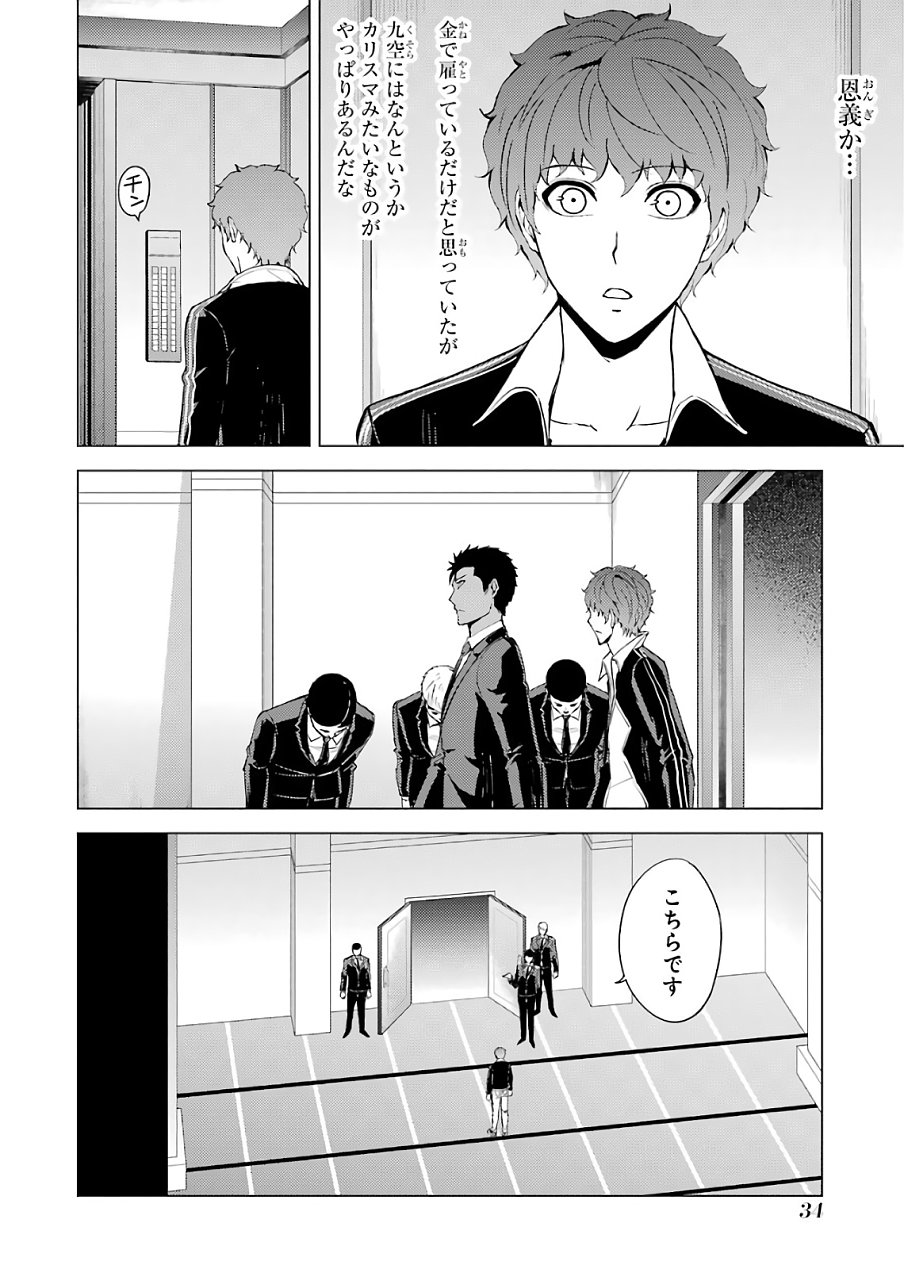 恩義か…
金で雇っているだけだと思っていたが
九空にはなんというか
カリスマみたいなものが
やっぱりあるんだな
チン
こちらです
34